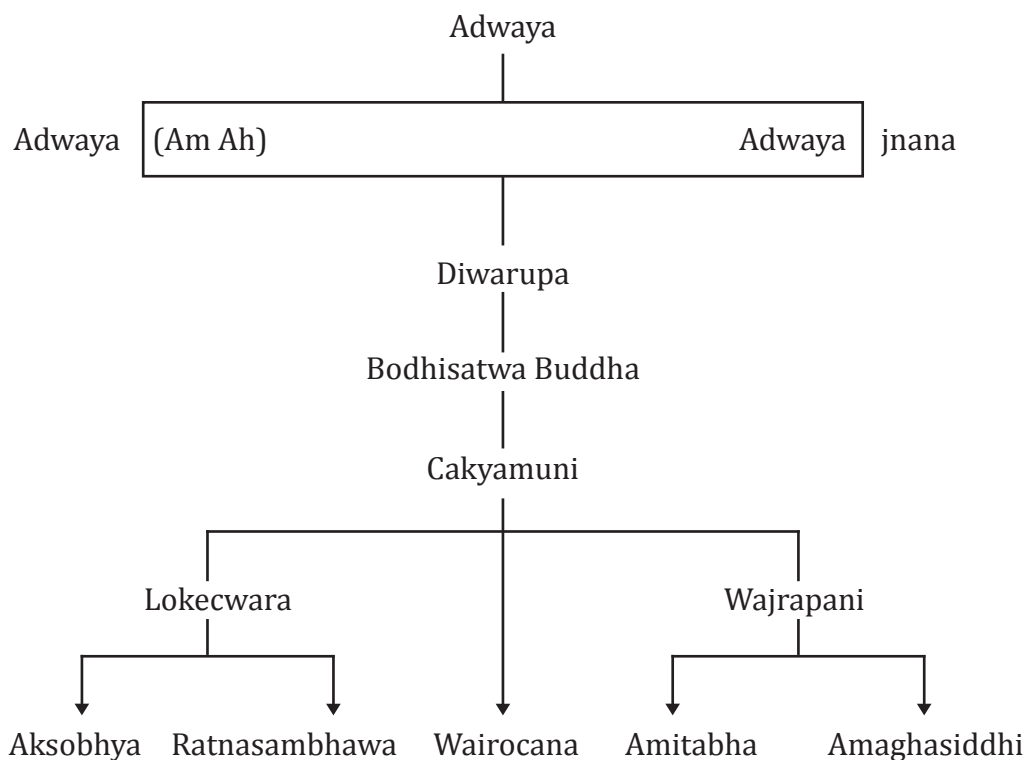 Adwaya
Adwaya (Am Ah) Adwaya jnana
Diwarupa
Bodhisatwa Buddha
Cakyamuni
Lokecwara Wajrapani
Aksobhya Ratnasambhawa Wairocana Amitabha Amaghasiddhi